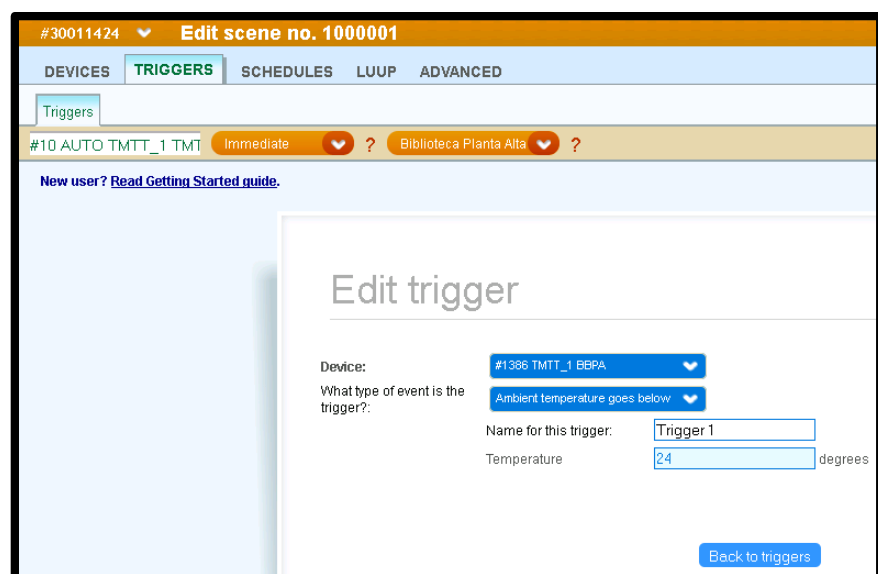 #30011424 Edit scene no. 1000001
DEVICES TRIGGERS SCHEDULES LUUP ADVANCED
Triggers
#10 AUTO TMTT_1 TMT Immediate ? Biblioteca Planta Alta ?
New user? Read Getting Started guide.
Edit trigger
Device: #1386 TMTT_1 BBPA
What type of event is the
trigger?: Ambient temperature goes below
Name for this trigger: Trigger 1
Temperature 24 degrees
Back to triggers